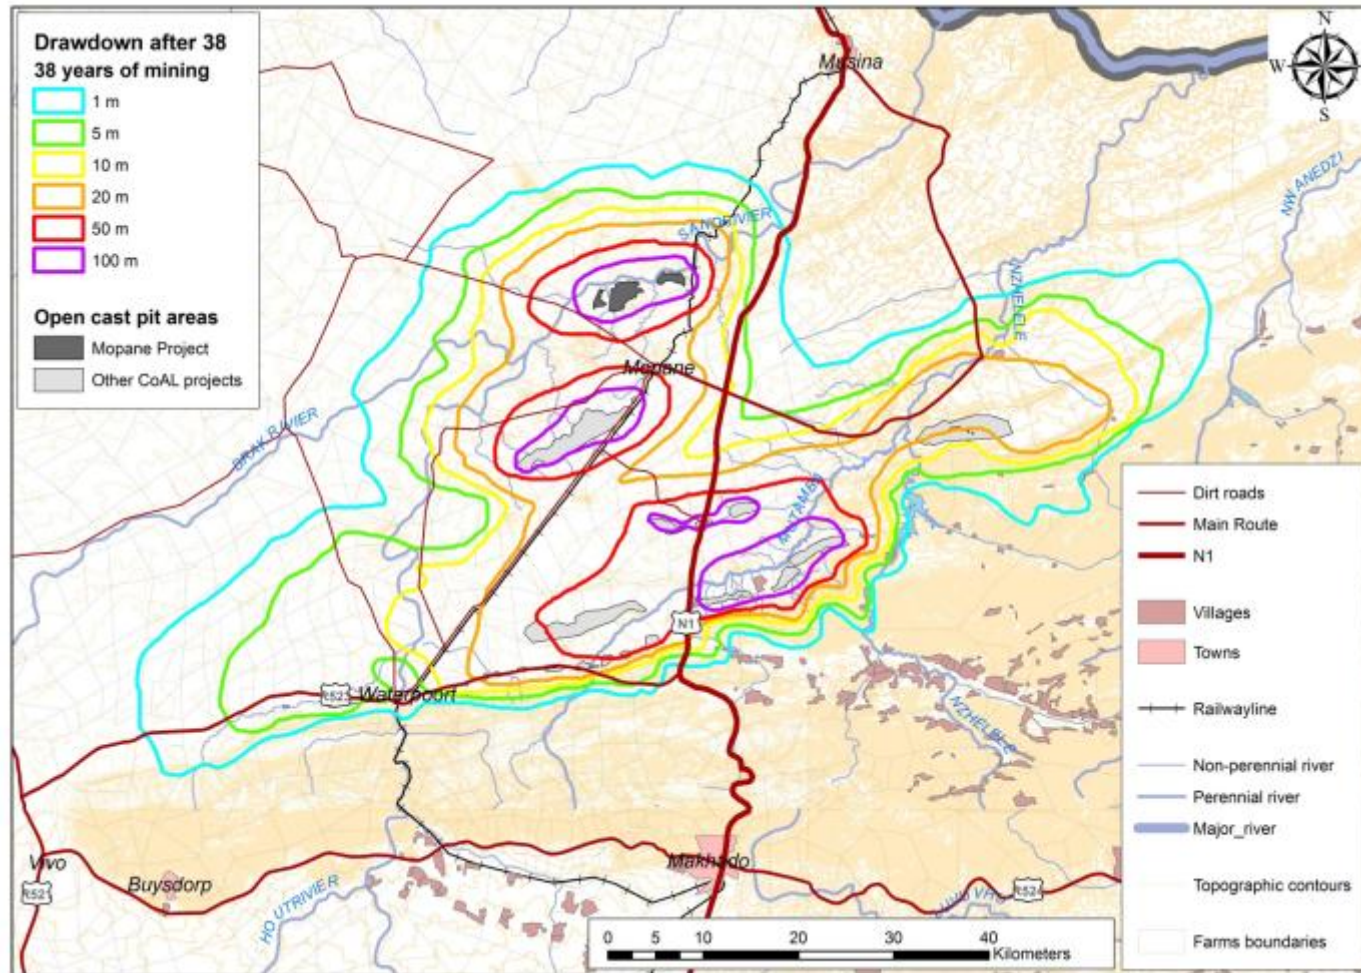 Drawdown after 38
38 years of mining
1 m
5 m
10 m
20 m
50 m
100 m
Open cast pit areas
Mopane Project
Other CoAL projects
N
W
E
S
Musina
SANDRIVIER
NW ANEDZI
NZHELELE
Mopane
BRAK RIVIER
N1
Waterpoort
NZHELELE
Vivo
Buysdorp
Makhado
HO UTRIVIER
R524
Dirt roads
Main Route
N1
Villages
Towns
Railwayline
Non-perennial river
Perennial river
Major_river
Topographic contours
Farms boundaries
0 5 10 20 30 40
Kilometers